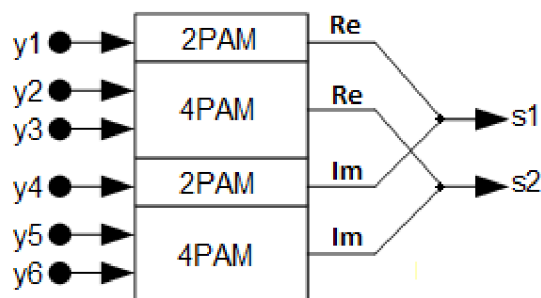 y1 2PAM Re
y2 4PAM Re
y3 s1
y4 2PAM Im s2
y5 4PAM Im
y6